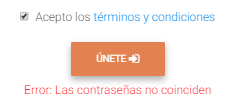 Acepto los términos y condiciones
ÚNETE
Error: Las contraseñas no coinciden